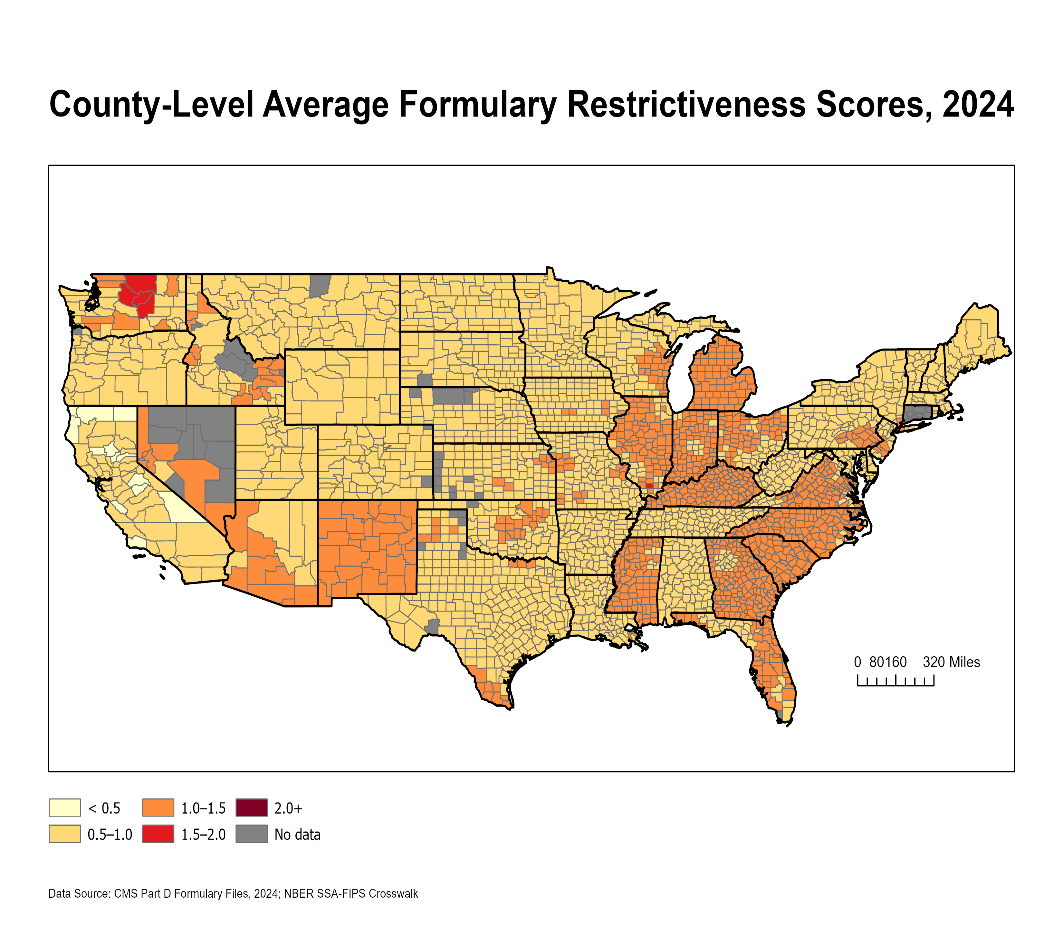 County-Level Average Formulary Restrictiveness Scores, 2024
0 80160 320 Miles
< 0.5 1.0–1.5 2.0+
0.5–1.0 1.5–2.0 No data
Data Source: CMS Part D Formulary Files, 2024; NBER SSA-FIPS Crosswalk